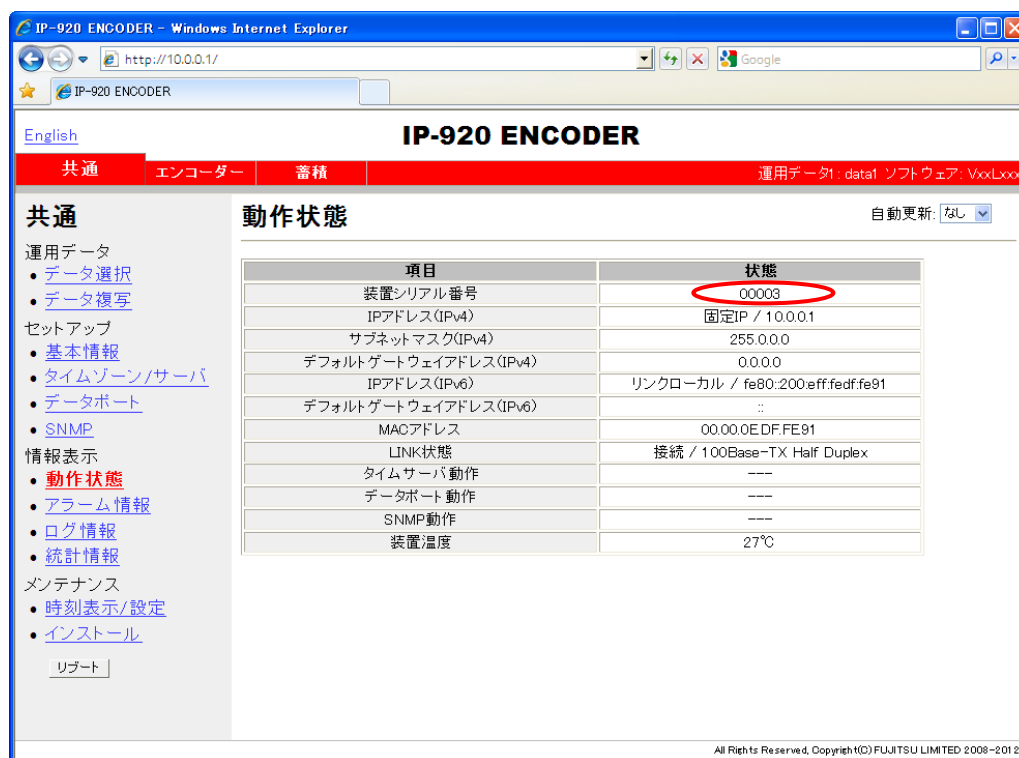 IP-920 ENCODER - Windows Internet Explorer
http://10.0.0.1/
Google
IP-920 ENCODER
English
IP-920 ENCODER
共通 エンコーダー 蓄積 運用データ1 : data1 ソフトウェア: VxxLxxx
共通
運用データ
データ選択
データ複写
セットアップ
基本情報
タイムゾーン/サーバ
データポート
SNMP
情報表示
動作状態
アラーム情報
ログ情報
統計情報
メンテナンス
時刻表示/設定
インストール
リブート
動作状態
自動更新: なし
項目 状態
装置シリアル番号 00003
IPアドレス(IPv4) 固定IP / 10.0.0.1
サブネットマスク(IPv4) 255.0.0.0
デフォルトゲートウェイアドレス(IPv4) 0.0.0.0
IPアドレス(IPv6) リンクローカル / fe80::200:eff:fedf:fe91
デフォルトゲートウェイアドレス(IPv6) ::
MACアドレス 00.00.0E.DF.FE.91
LINK状態 接続 / 100Base-TX Half Duplex
タイムサーバ動作 ---
データポート動作 ---
SNMP動作 ---
装置温度 27℃
All Rights Reserved, Copyright(C) FUJITSU LIMITED 2008-2012